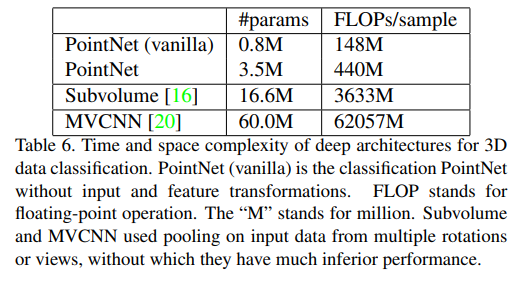 #params FLOPs/sample
PointNet (vanilla) 0.8M 148M
PointNet 3.5M 440M
Subvolume [16] 16.6M 3633M
MVCNN [20] 60.0M 62057M
Table 6. Time and space complexity of deep architectures for 3D
data classification. PointNet (vanilla) is the classification PointNet
without input and feature transformations. FLOP stands for
floating-point operation. The “M” stands for million. Subvolume
and MVCNN used pooling on input data from multiple rotations
or views, without which they have much inferior performance.